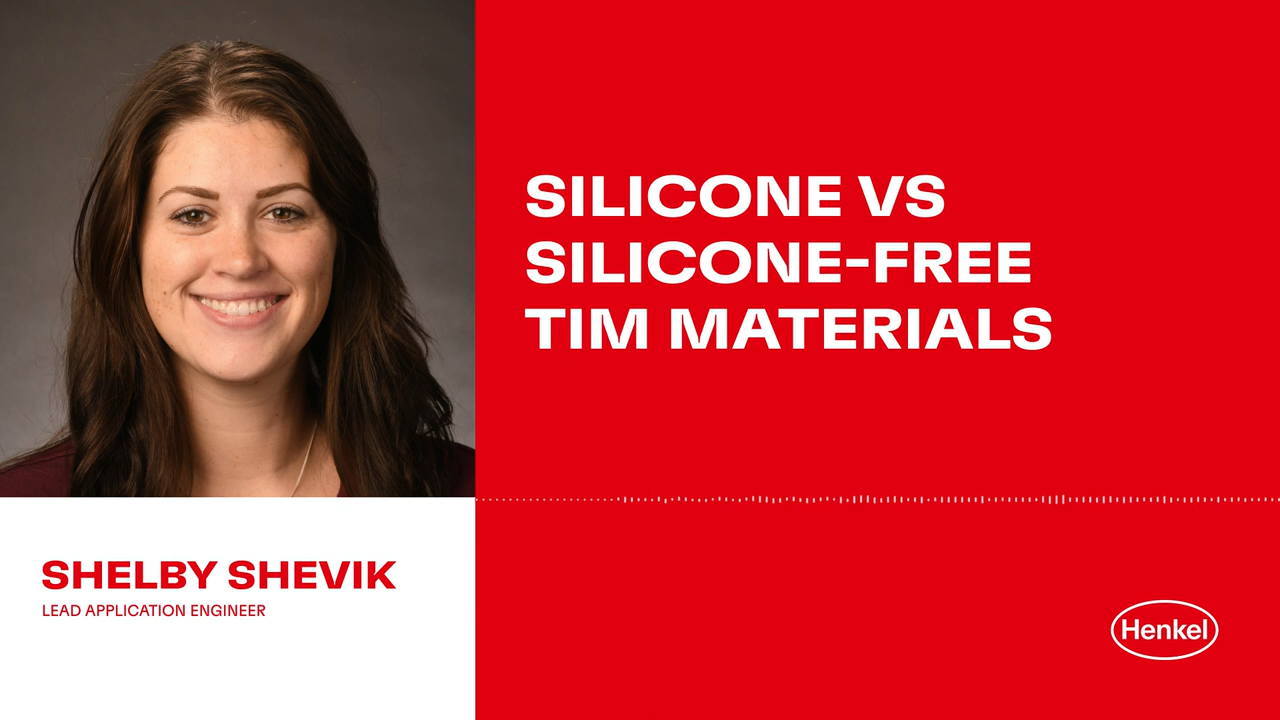 SILICONE VS
SILICONE-FREE
TIM MATERIALS
SHELBY SHEVIK
LEAD APPLICATION ENGINEER
Henkel